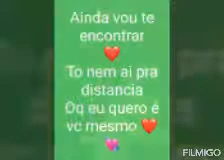 Ainda vou te
encontrar
❤️
To nem ai pra
distancia
Oq eu quero é
vc mesmo ❤️
💘
FILMIGO